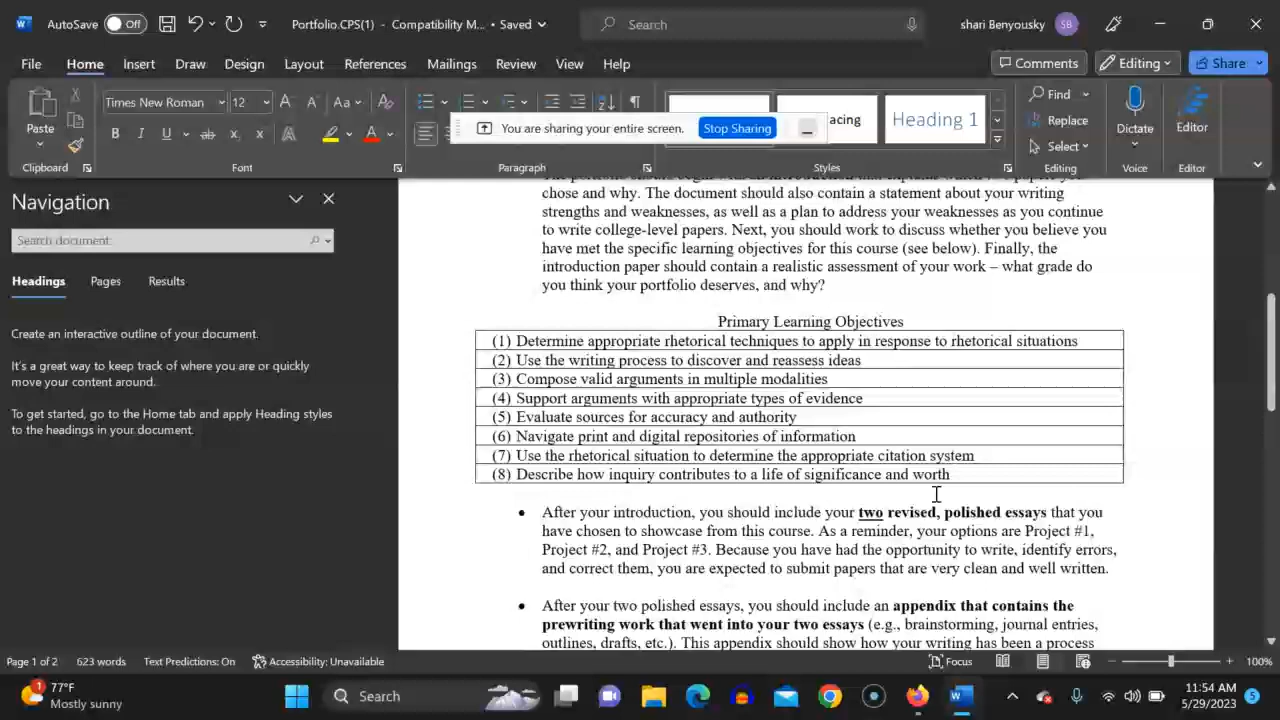 AutoSave Off Portfolio.CPS(1) - Compatibility M... • Saved Search shari Benyousky SB
File Home Insert Draw Design Layout References Mailings Review View Help Comments Editing Share
Times New Roman 12 Aa Find
Paste You are sharing your entire screen. Stop Sharing acing Heading 1 Replace Dictate Editor
B I U ab x x A A Select
Clipboard Font Paragraph Styles Editing Voice Editor
Navigation
Search document
Headings Pages Results
Create an interactive outline of your document.
It's a great way to keep track of where you are or quickly
move your content around.
To get started, go to the Home tab and apply Heading styles
to the headings in your document.
chose and why. The document should also contain a statement about your writing
strengths and weaknesses, as well as a plan to address your weaknesses as you continue
to write college-level papers. Next, you should work to discuss whether you believe you
have met the specific learning objectives for this course (see below). Finally, the
introduction paper should contain a realistic assessment of your work – what grade do
you think your portfolio deserves, and why?
Primary Learning Objectives
(1) Determine appropriate rhetorical techniques to apply in response to rhetorical situations
(2) Use the writing process to discover and reassess ideas
(3) Compose valid arguments in multiple modalities
(4) Support arguments with appropriate types of evidence
(5) Evaluate sources for accuracy and authority
(6) Navigate print and digital repositories of information
(7) Use the rhetorical situation to determine the appropriate citation system
(8) Describe how inquiry contributes to a life of significance and worth
• After your introduction, you should include your two revised, polished essays that you
have chosen to showcase from this course. As a reminder, your options are Project #1,
Project #2, and Project #3. Because you have had the opportunity to write, identify errors,
and correct them, you are expected to submit papers that are very clean and well written.
• After your two polished essays, you should include an appendix that contains the
prewriting work that went into your two essays (e.g., brainstorming, journal entries,
outlines, drafts, etc.). This appendix should show how your writing has been a process
Page 1 of 2 623 words Text Predictions: On Accessibility: Unavailable Focus 100%
1 77°F
Mostly sunny
Search
11:54 AM
5/29/2023 5